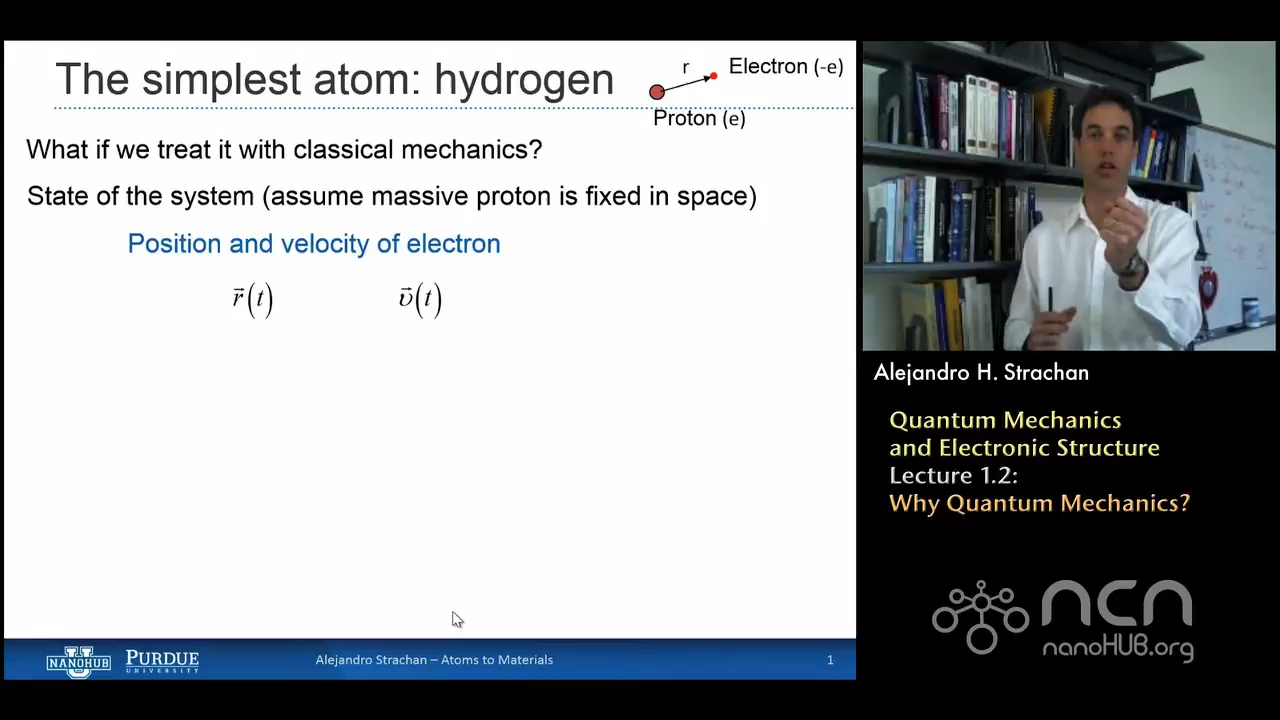 The simplest atom: hydrogen
r
Electron (-e)
Proton (e)
What if we treat it with classical mechanics?
State of the system (assume massive proton is fixed in space)
Position and velocity of electron
r⃗(t) υ⃗(t)
NANOHUB
U
PURDUE
UNIVERSITY
Alejandro Strachan – Atoms to Materials
1
Alejandro H. Strachan
Quantum Mechanics
and Electronic Structure
Lecture 1.2:
Why Quantum Mechanics?
ncn
nanoHUB.org